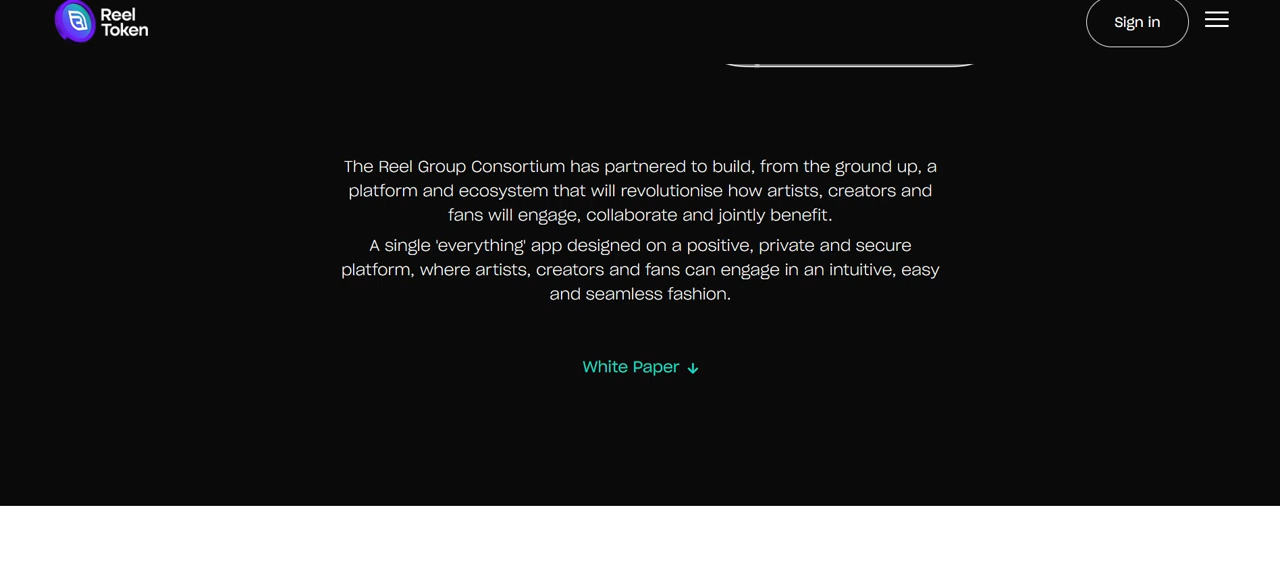 Reel
Token
Sign in
The Reel Group Consortium has partnered to build, from the ground up, a
platform and ecosystem that will revolutionise how artists, creators and
fans will engage, collaborate and jointly benefit.
A single 'everything' app designed on a positive, private and secure
platform, where artists, creators and fans can engage in an intuitive, easy
and seamless fashion.
White Paper ↓